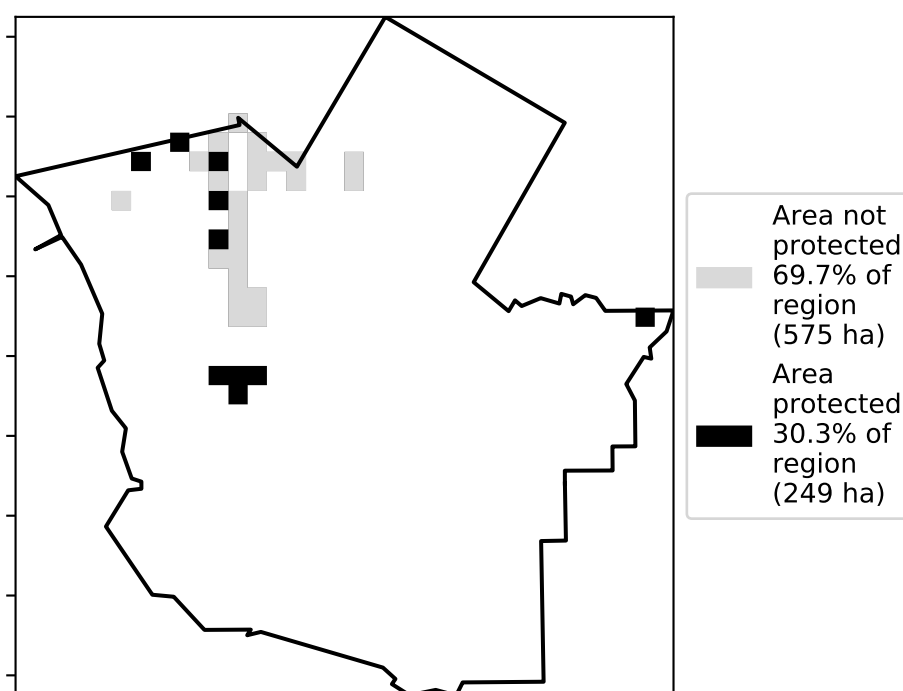 Area not
protected
69.7% of
region
(575 ha)
Area
protected
30.3% of
region
(249 ha)